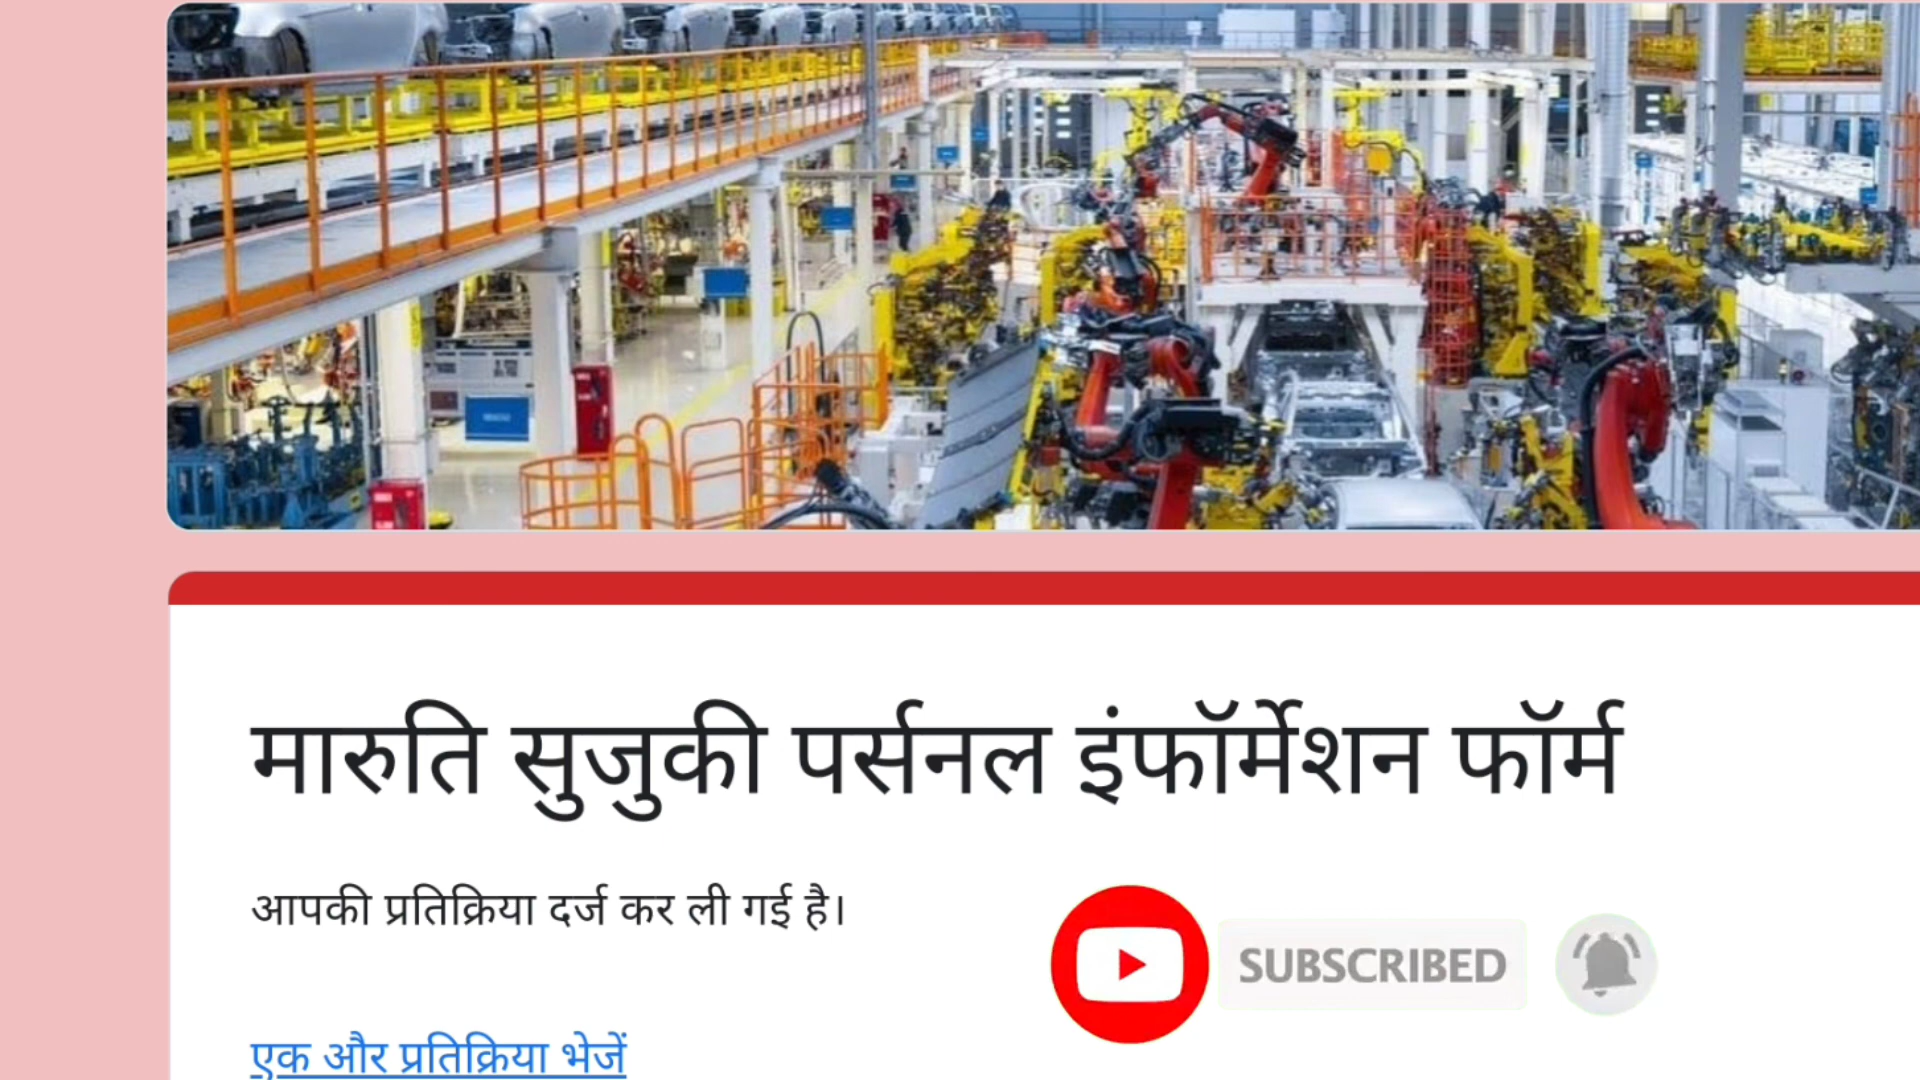 मारुति सुजुकी पर्सनल इंफॉर्मेशन फॉर्म
आपकी प्रतिक्रिया दर्ज कर ली गई है।
SUBSCRIBED
एक और प्रतिक्रिया भेजें